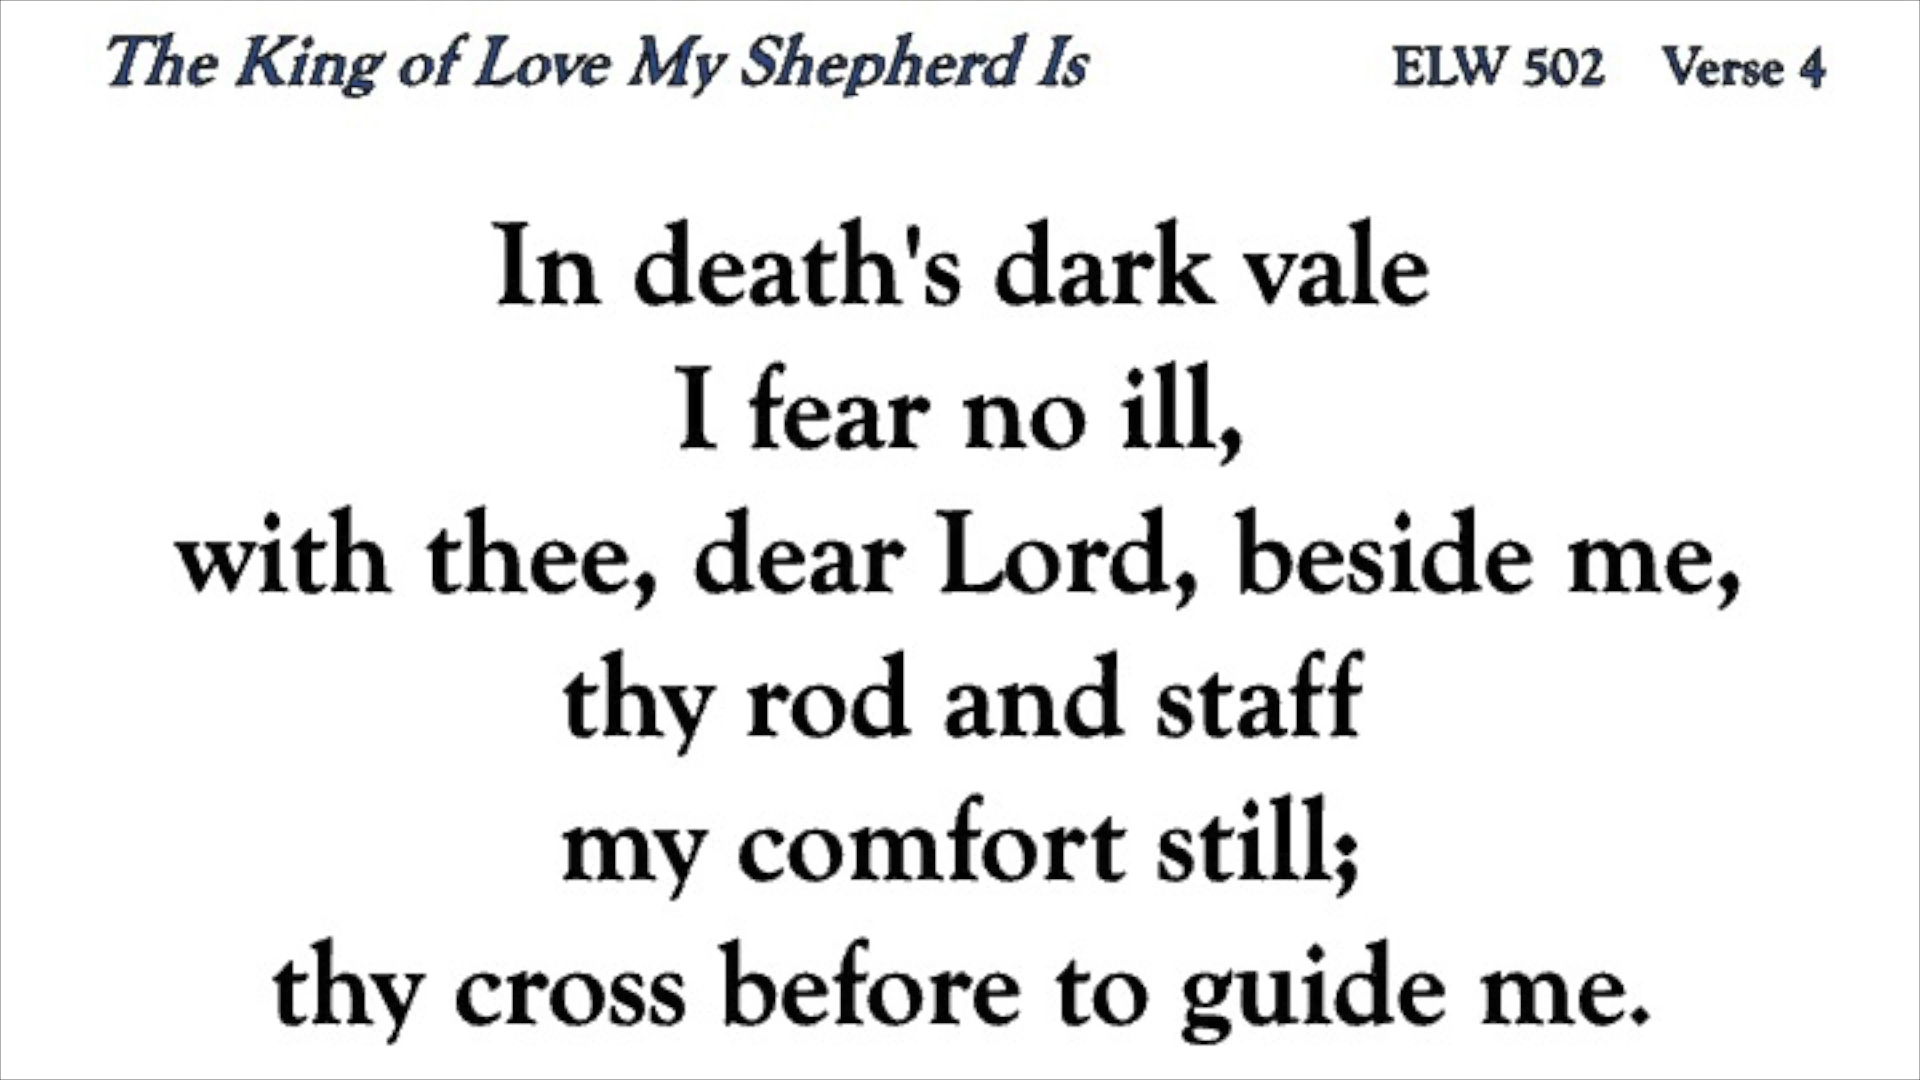 The King of Love My Shepherd Is ELW 502 Verse 4
In death's dark vale
I fear no ill,
with thee, dear Lord, beside me,
thy rod and staff
my comfort still;
thy cross before to guide me.